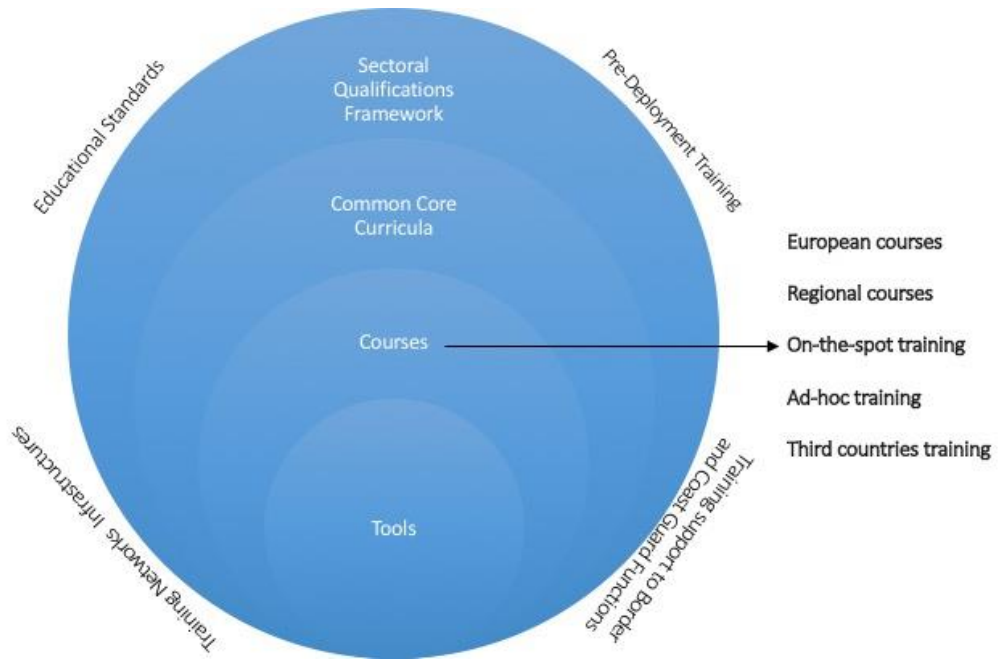 Educational Standards
Pre-Deployment Training
Sectoral
Qualifications
Framework
Common Core
Curricula
Courses
Tools
European courses
Regional courses
On-the-spot training
Ad-hoc training
Third countries training
Training Networks Infrastructures
Training support to Border
and Coast Guard Functions